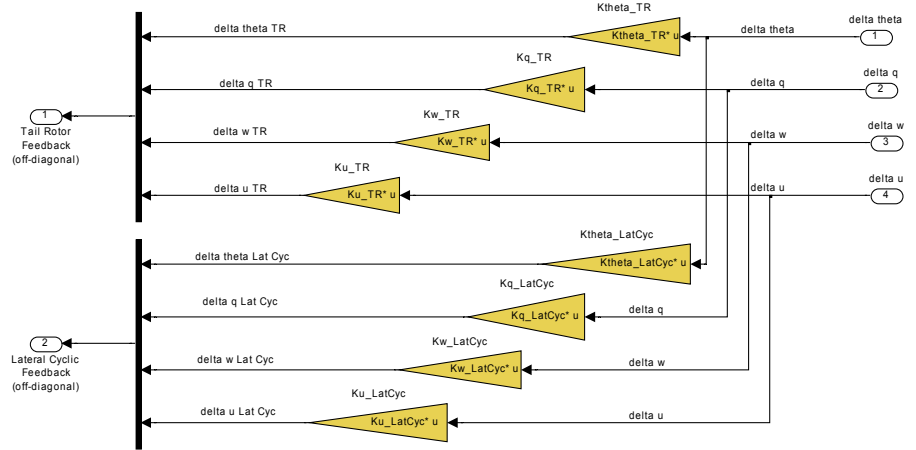 Ktheta_TR
delta theta TR
Ktheta_TR* u
delta theta
delta theta
1
Kq_TR
delta q TR
Kq_TR* u
delta q
delta q
2
1
Tail Rotor
Feedback
(off-diagonal)
Kw_TR
delta w TR
Kw_TR* u
delta w
delta w
3
Ku_TR
delta u TR
Ku_TR* u
delta u
delta u
4
Ktheta_LatCyc
delta theta Lat Cyc
Ktheta_LatCyc* u
Kq_LatCyc
delta q Lat Cyc
Kq_LatCyc* u
delta q
2
Lateral Cyclic
Feedback
(off-diagonal)
Kw_LatCyc
delta w Lat Cyc
Kw_LatCyc* u
delta w
Ku_LatCyc
delta u Lat Cyc
Ku_LatCyc* u
delta u